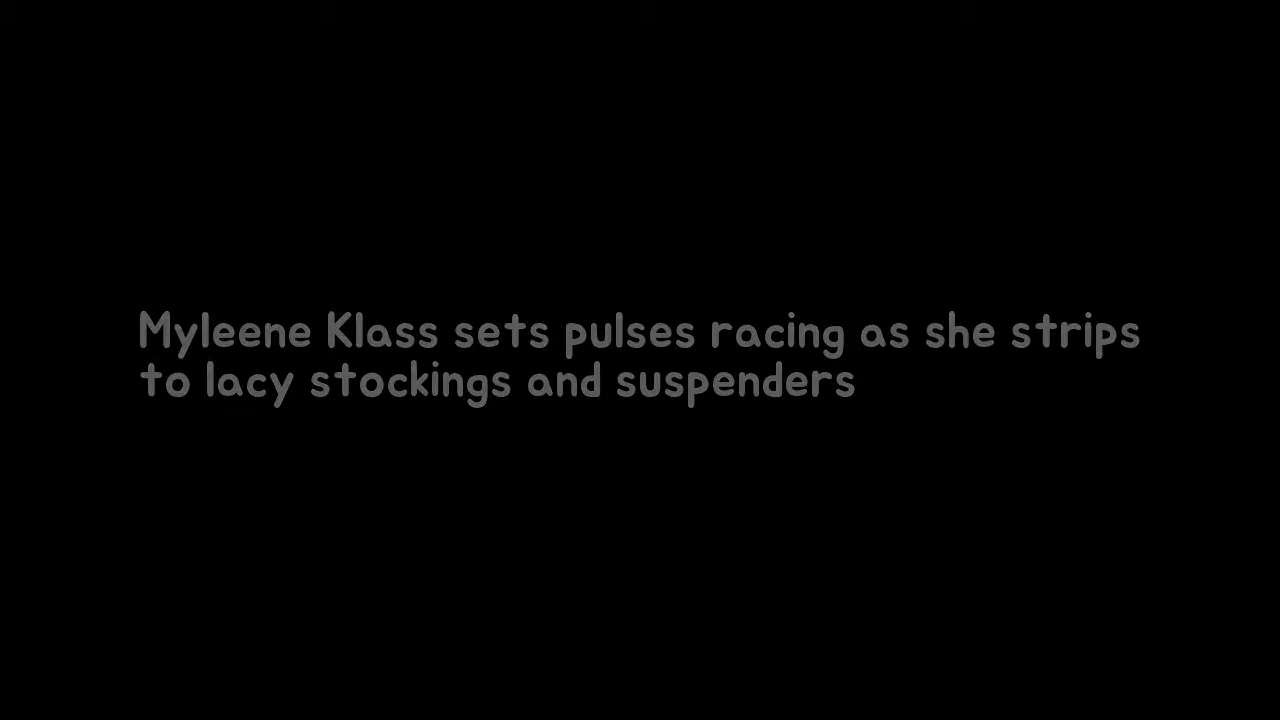 Myleene Klass sets pulses racing as she strips
to lacy stockings and suspenders